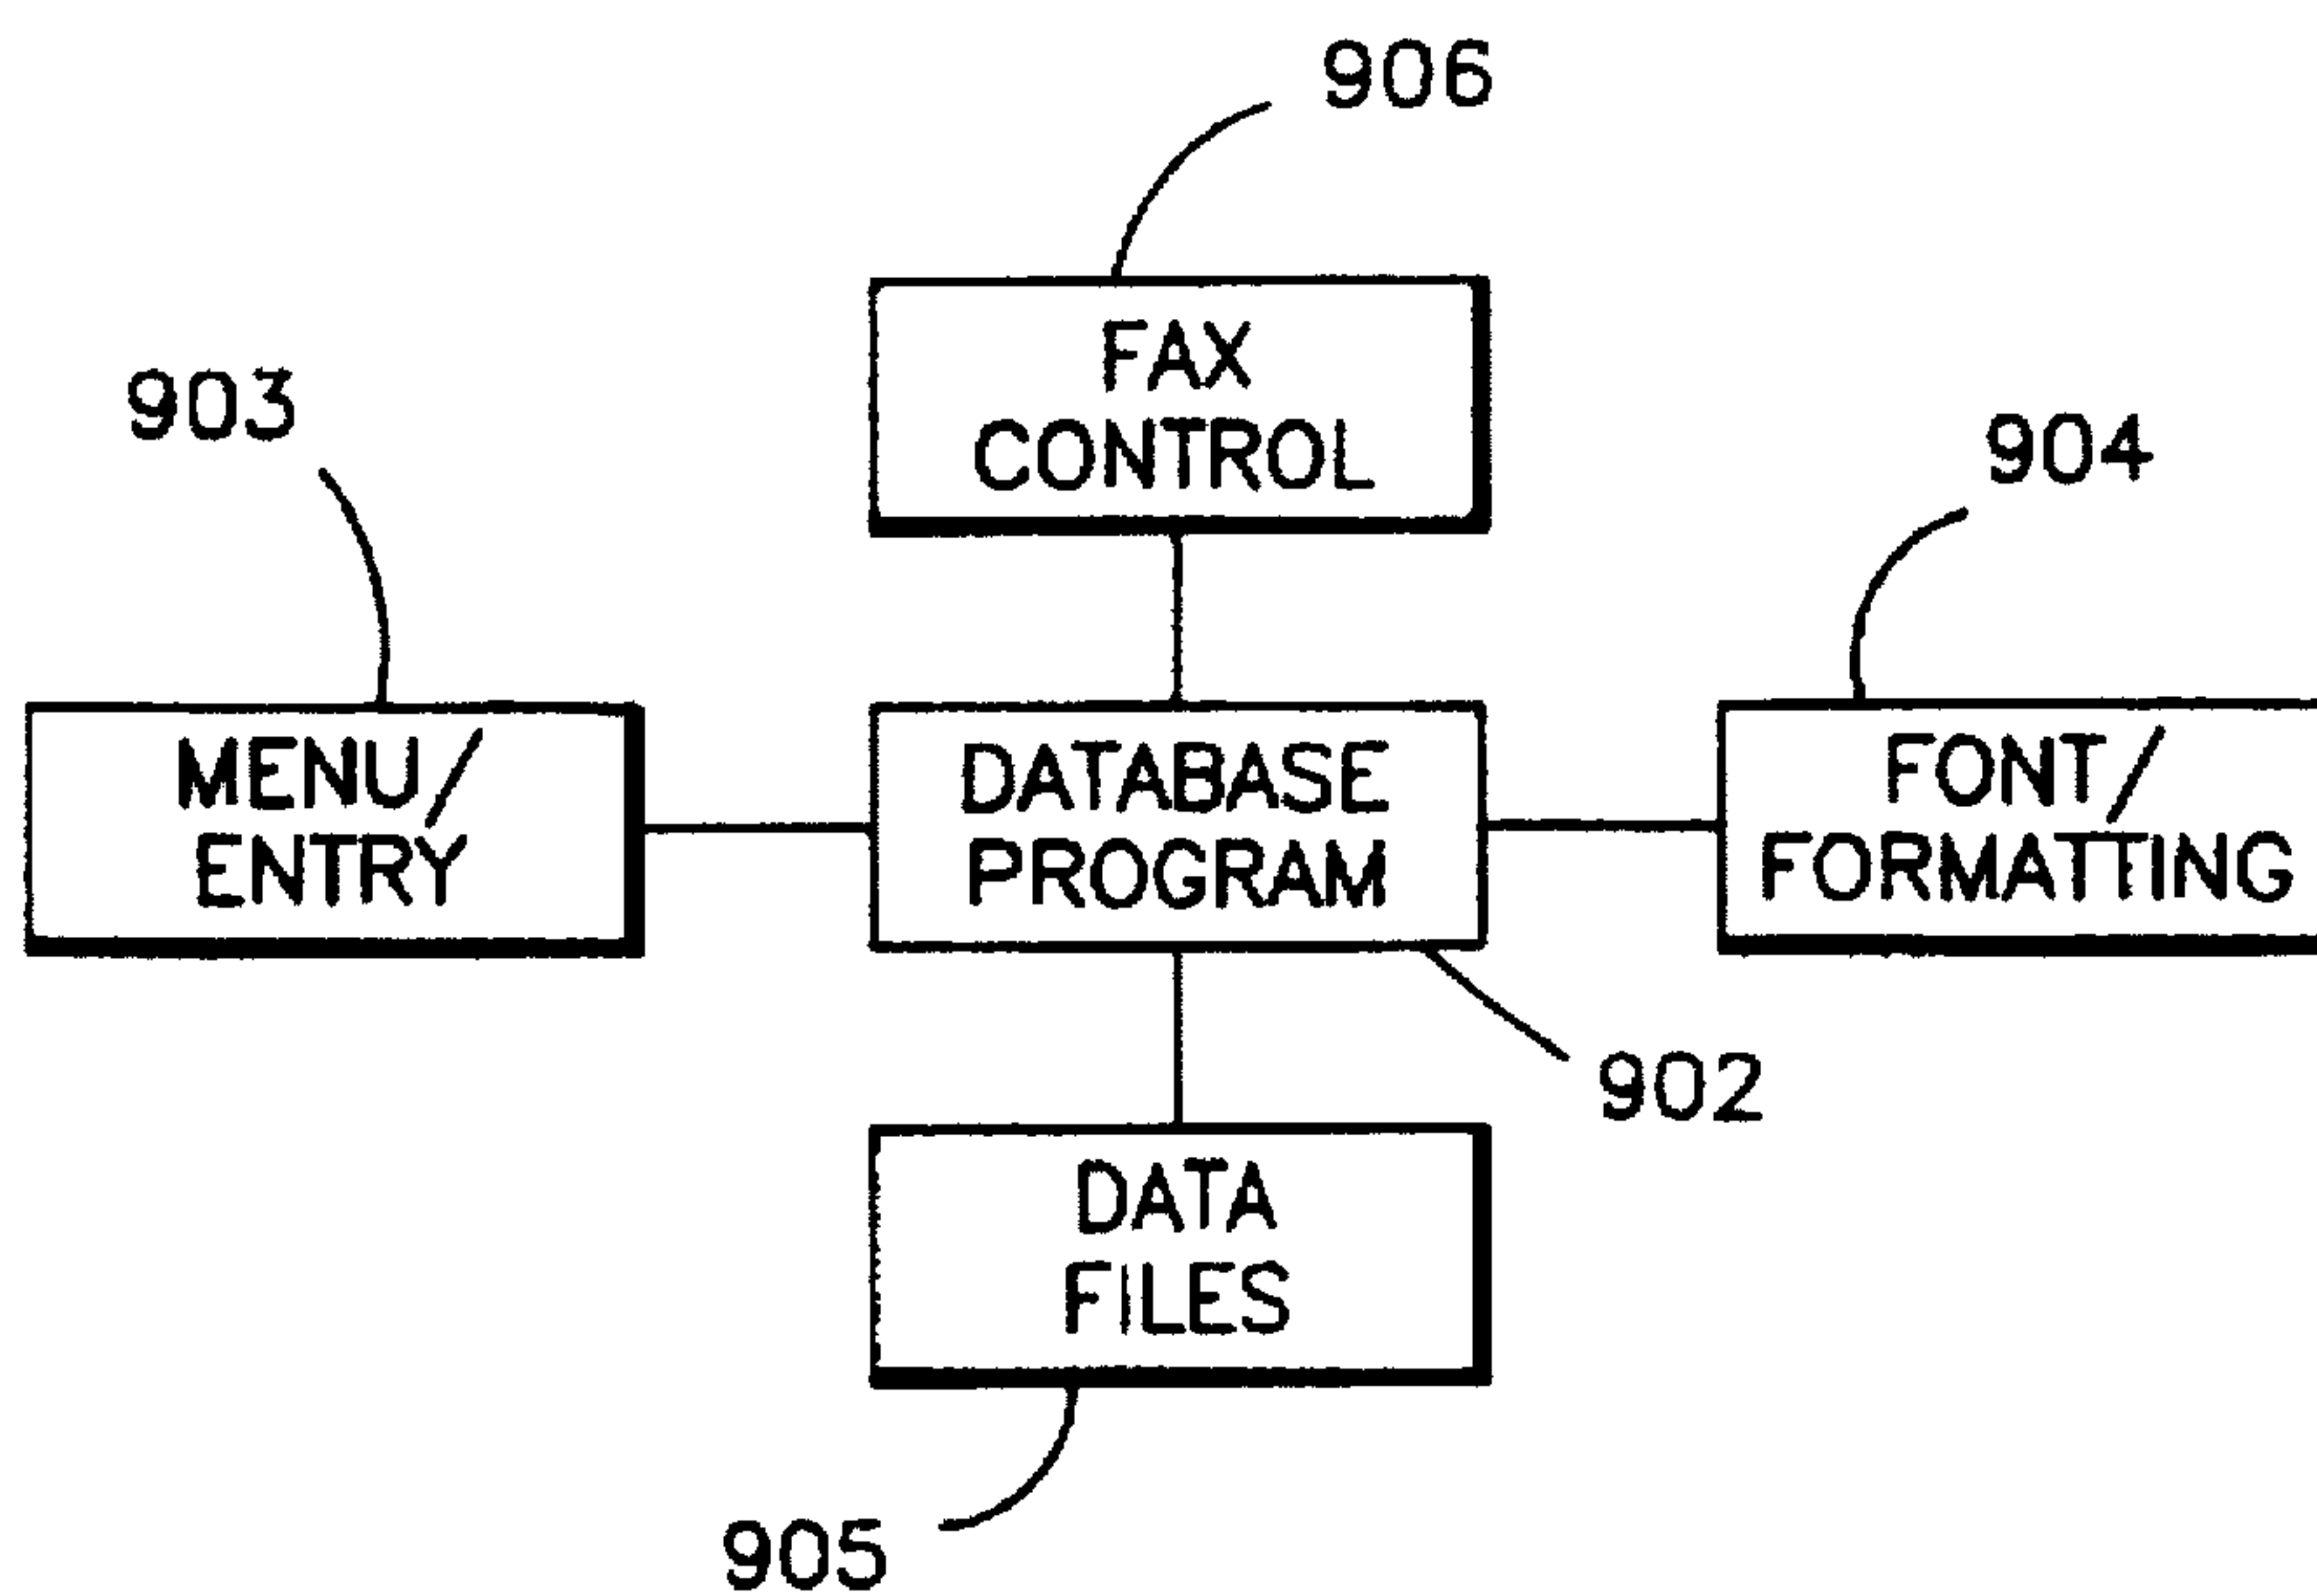 906
FAX
CONTROL
903
904
MENU/
ENTRY
DATABASE
PROGRAM
FONT/
FORMATTING
902
DATA
FILES
905